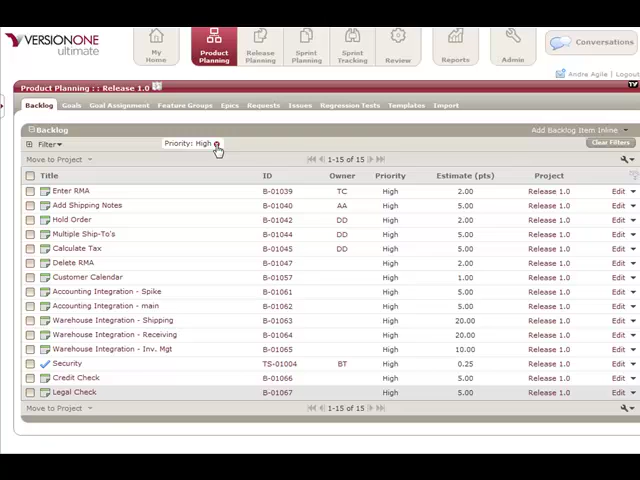 VERSIONONE
ultimate
My Home
Product Planning
Release Planning
Sprint Planning
Sprint Tracking
Review
Reports
Admin
Conversations
Andre Agile | Logout
Product Planning :: Release 1.0
Backlog Goals Goal Assignment Feature Groups Epics Requests Issues Regression Tests Templates Import
Backlog Add Backlog Item Inline
Filter Priority: High Clear Filters
Move to Project 1-15 of 15
Title ID Owner Priority Estimate (pts) Project
Enter RMA B-01039 TC High 2.00 Release 1.0 Edit
Add Shipping Notes B-01040 AA High 5.00 Release 1.0 Edit
Hold Order B-01042 DD High 2.00 Release 1.0 Edit
Multiple Ship-To's B-01044 DD High 5.00 Release 1.0 Edit
Calculate Tax B-01045 DD High 5.00 Release 1.0 Edit
Delete RMA B-01047 High 2.00 Release 1.0 Edit
Customer Calendar B-01057 High 1.00 Release 1.0 Edit
Accounting Integration - Spike B-01061 High 5.00 Release 1.0 Edit
Accounting Integration - main B-01062 High 5.00 Release 1.0 Edit
Warehouse Integration - Shipping B-01063 High 20.00 Release 1.0 Edit
Warehouse Integration - Receiving B-01064 High 20.00 Release 1.0 Edit
Warehouse Integration - Inv. Mgt B-01065 High 10.00 Release 1.0 Edit
Security TS-01004 BT High 0.25 Release 1.0 Edit
Credit Check B-01066 High 5.00 Release 1.0 Edit
Legal Check B-01067 High 5.00 Release 1.0 Edit
Move to Project 1-15 of 15